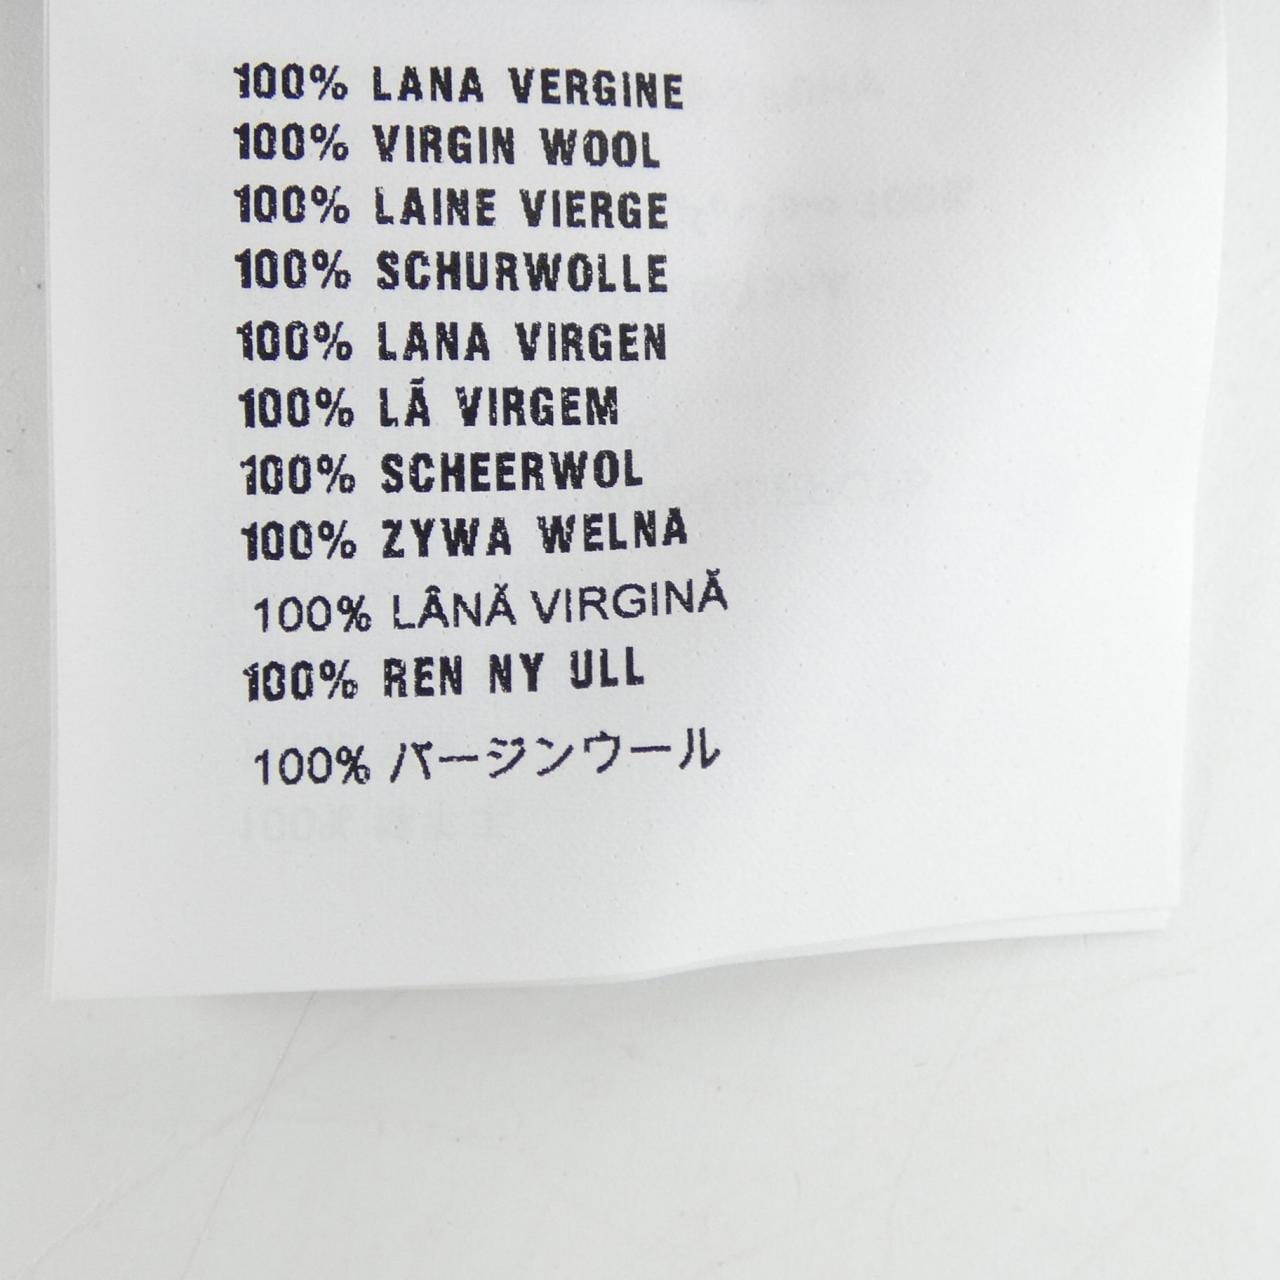 100% LANA VERGINE
100% VIRGIN WOOL
100% LAINE VIERGE
100% SCHURWOLLE
100% LANA VIRGEN
100% LÃ VIRGEM
100% SCHEERWOL
100% ZYWA WELNA
100% LÂNĂ VIRGINĂ
100% REN NY ULL
100% バージンウール